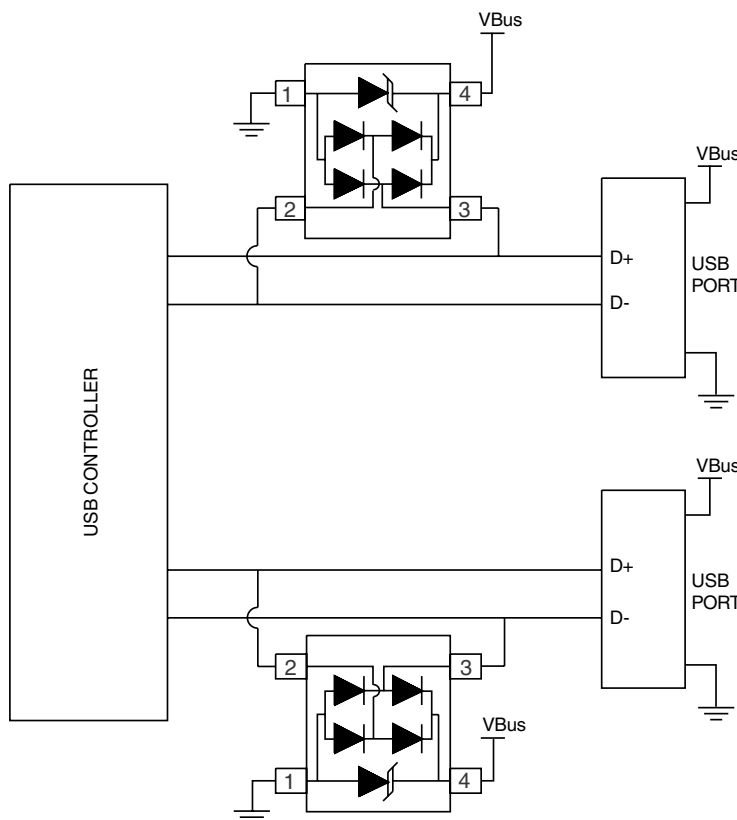 VBus
1
4
2
3
VBus
D+
D-
USB
PORT
USB CONTROLLER
VBus
D+
D-
USB
PORT
2
3
1
4
VBus